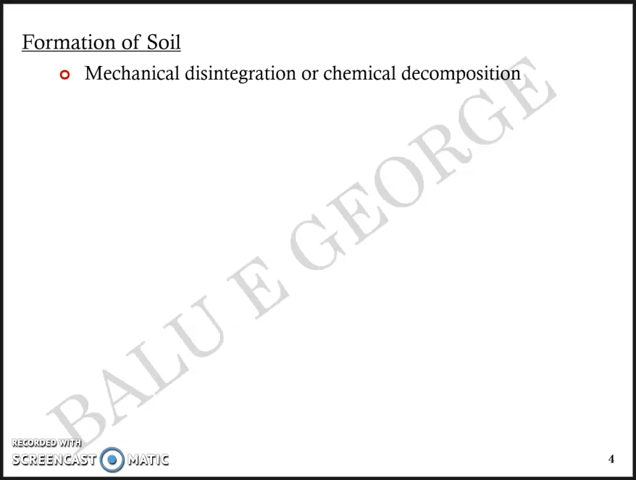 Formation of Soil
Mechanical disintegration or chemical decomposition
BALU E GEORGE
RECORDED WITH
SCREENCAST MATIC
4